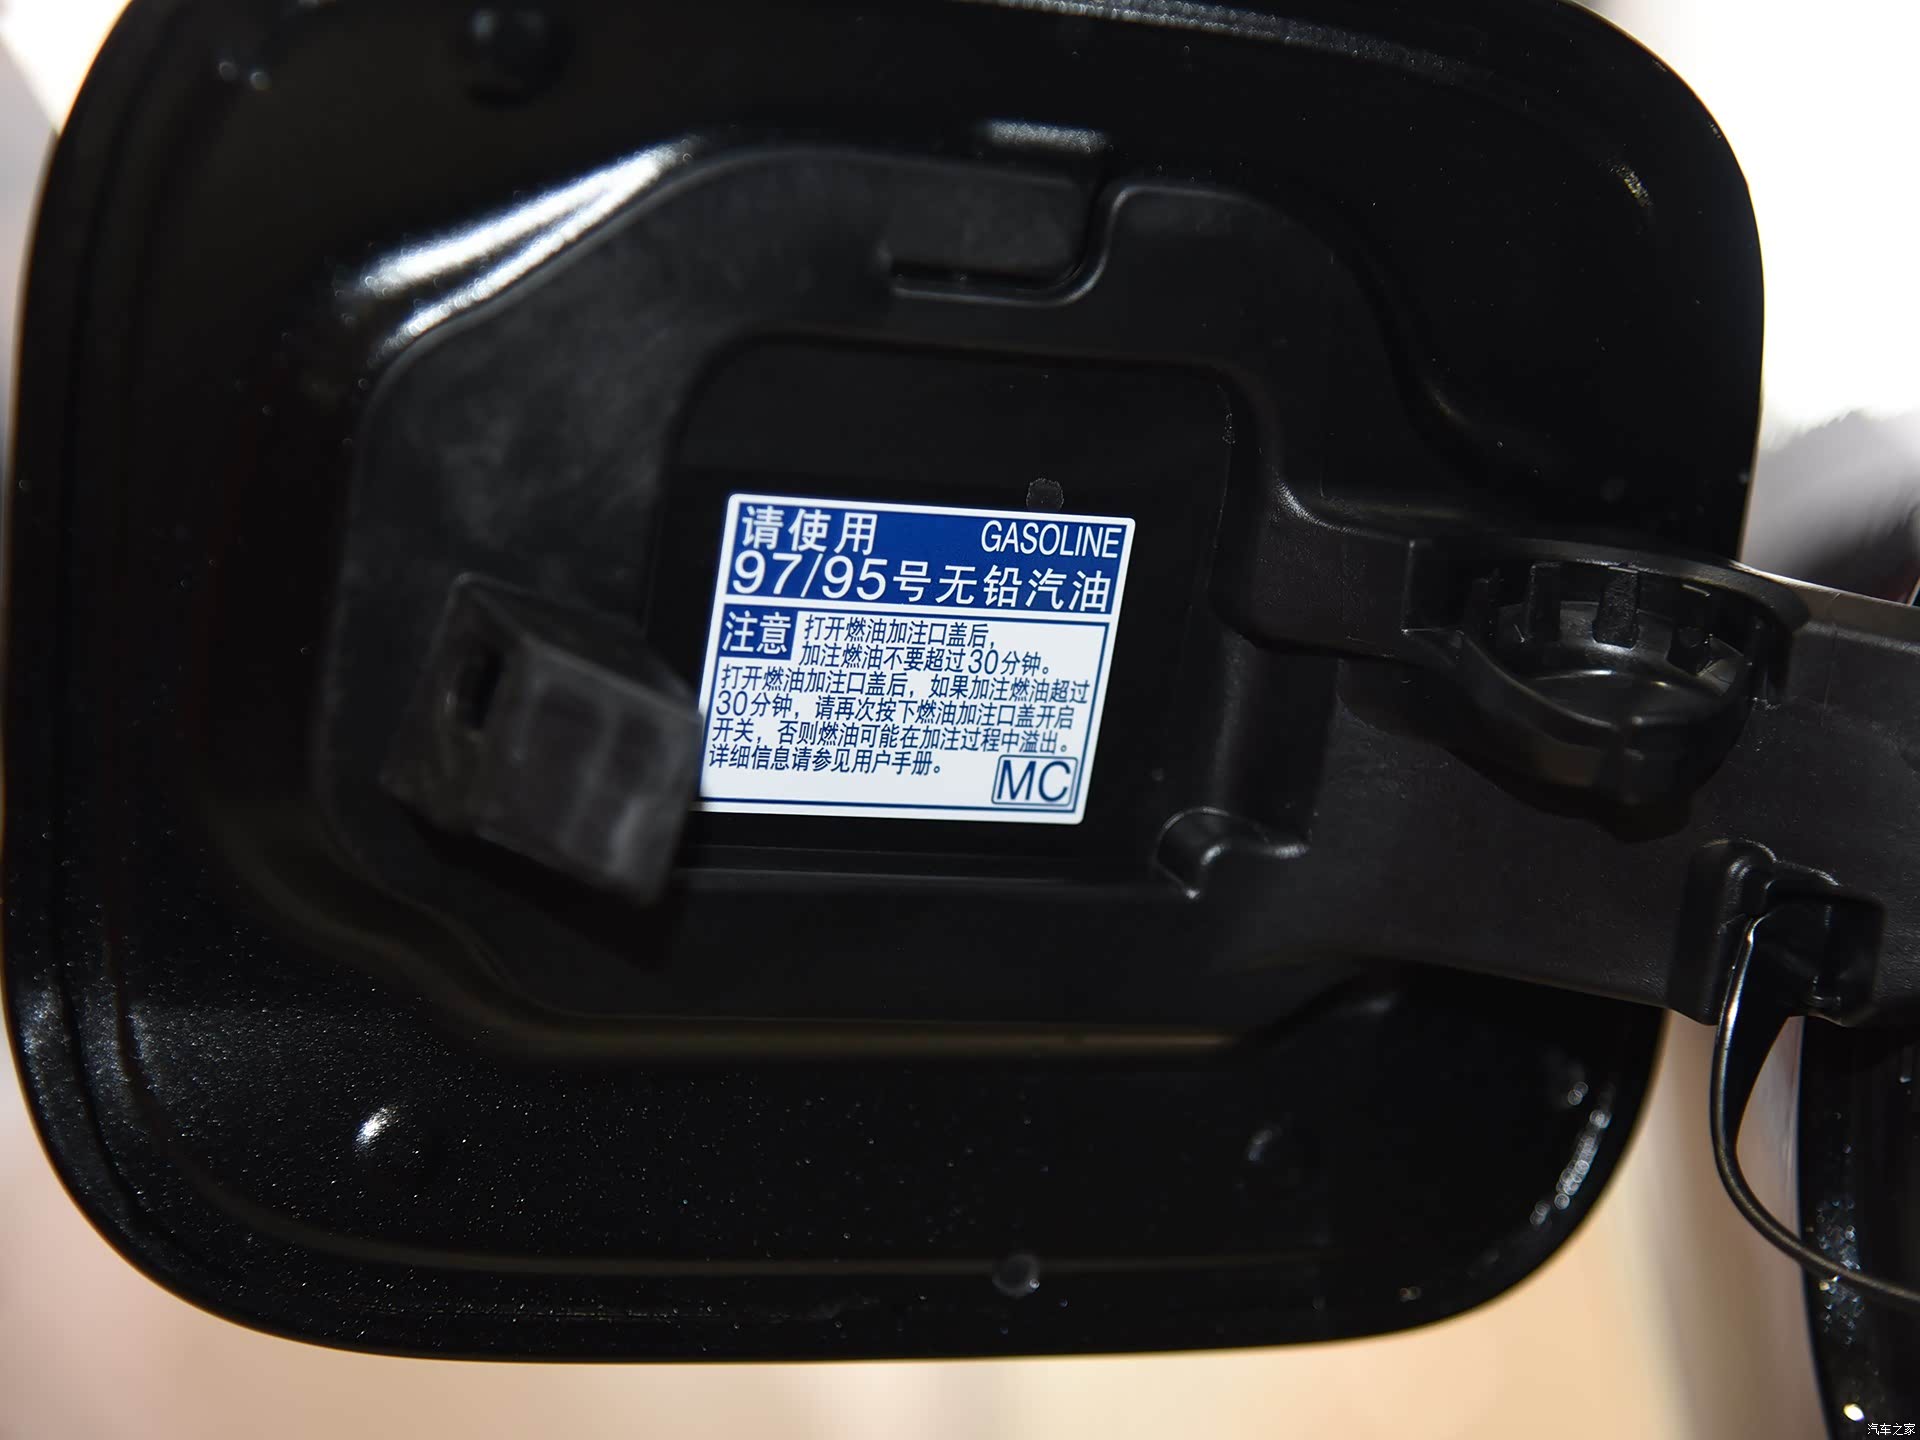 请使用 GASOLINE
97/95号无铅汽油
注意 打开燃油加注口盖后，
加注燃油不要超过30分钟。
打开燃油加注口盖后，如果加注燃油超过
30分钟，请再次按下燃油加注口盖开启
开关，否则燃油可能在加注过程中溢出。
详细信息请参见用户手册。
MC
汽车之家